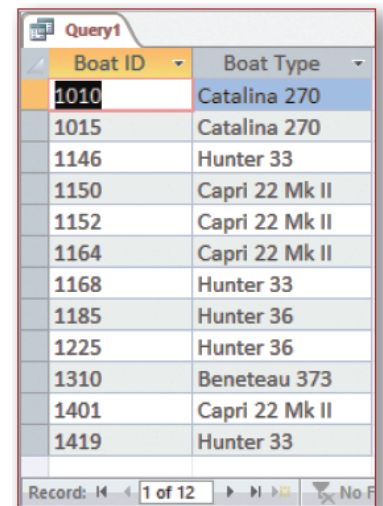 Query1
Boat ID Boat Type
1010 Catalina 270
1015 Catalina 270
1146 Hunter 33
1150 Capri 22 Mk II
1152 Capri 22 Mk II
1164 Capri 22 Mk II
1168 Hunter 33
1185 Hunter 36
1225 Hunter 36
1310 Beneteau 373
1401 Capri 22 Mk II
1419 Hunter 33
Record: 1 of 12 No F